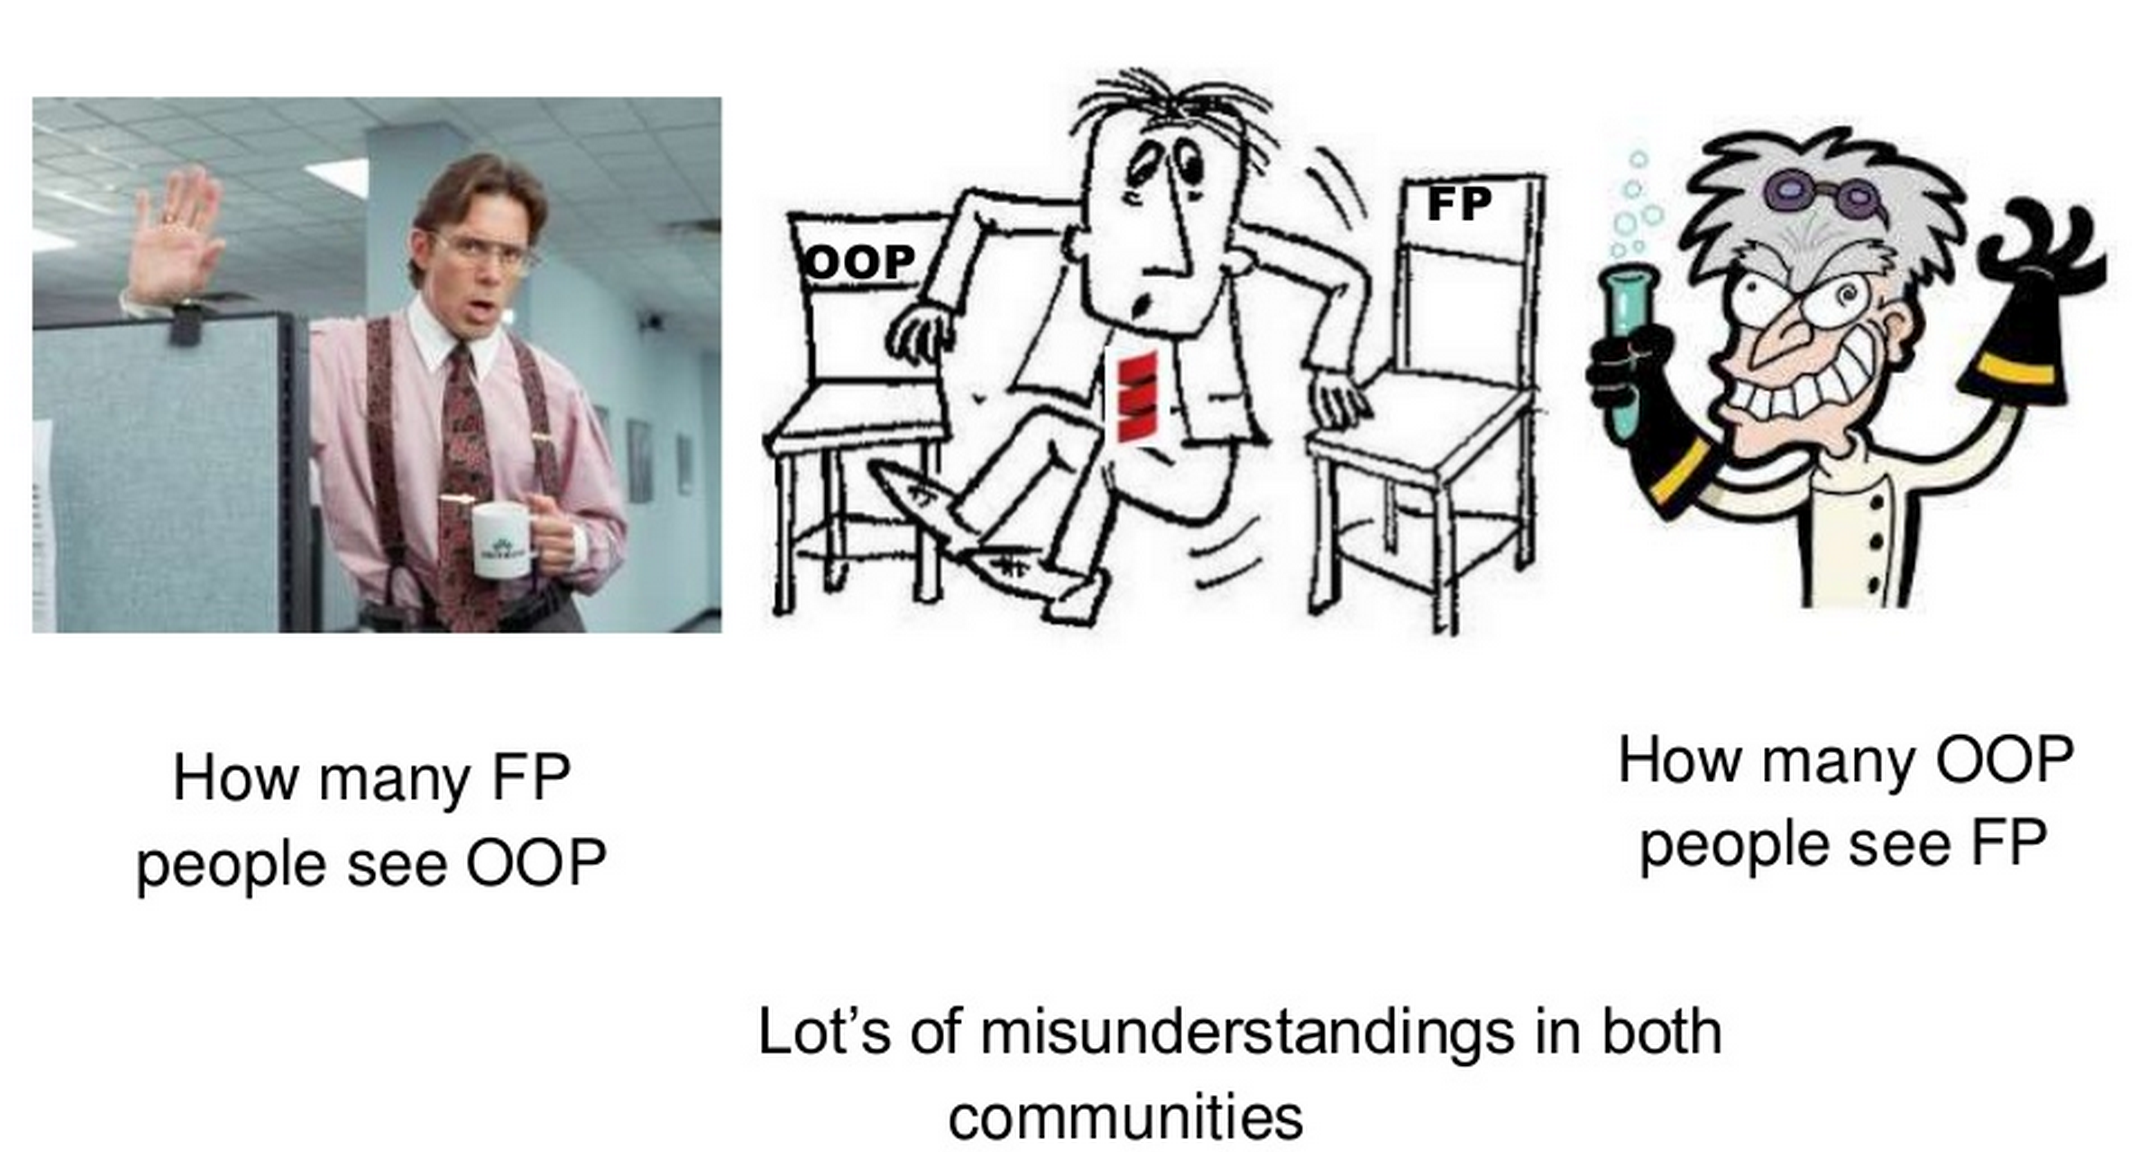 OOP
FP
How many FP
people see OOP
How many OOP
people see FP
Lot’s of misunderstandings in both
communities